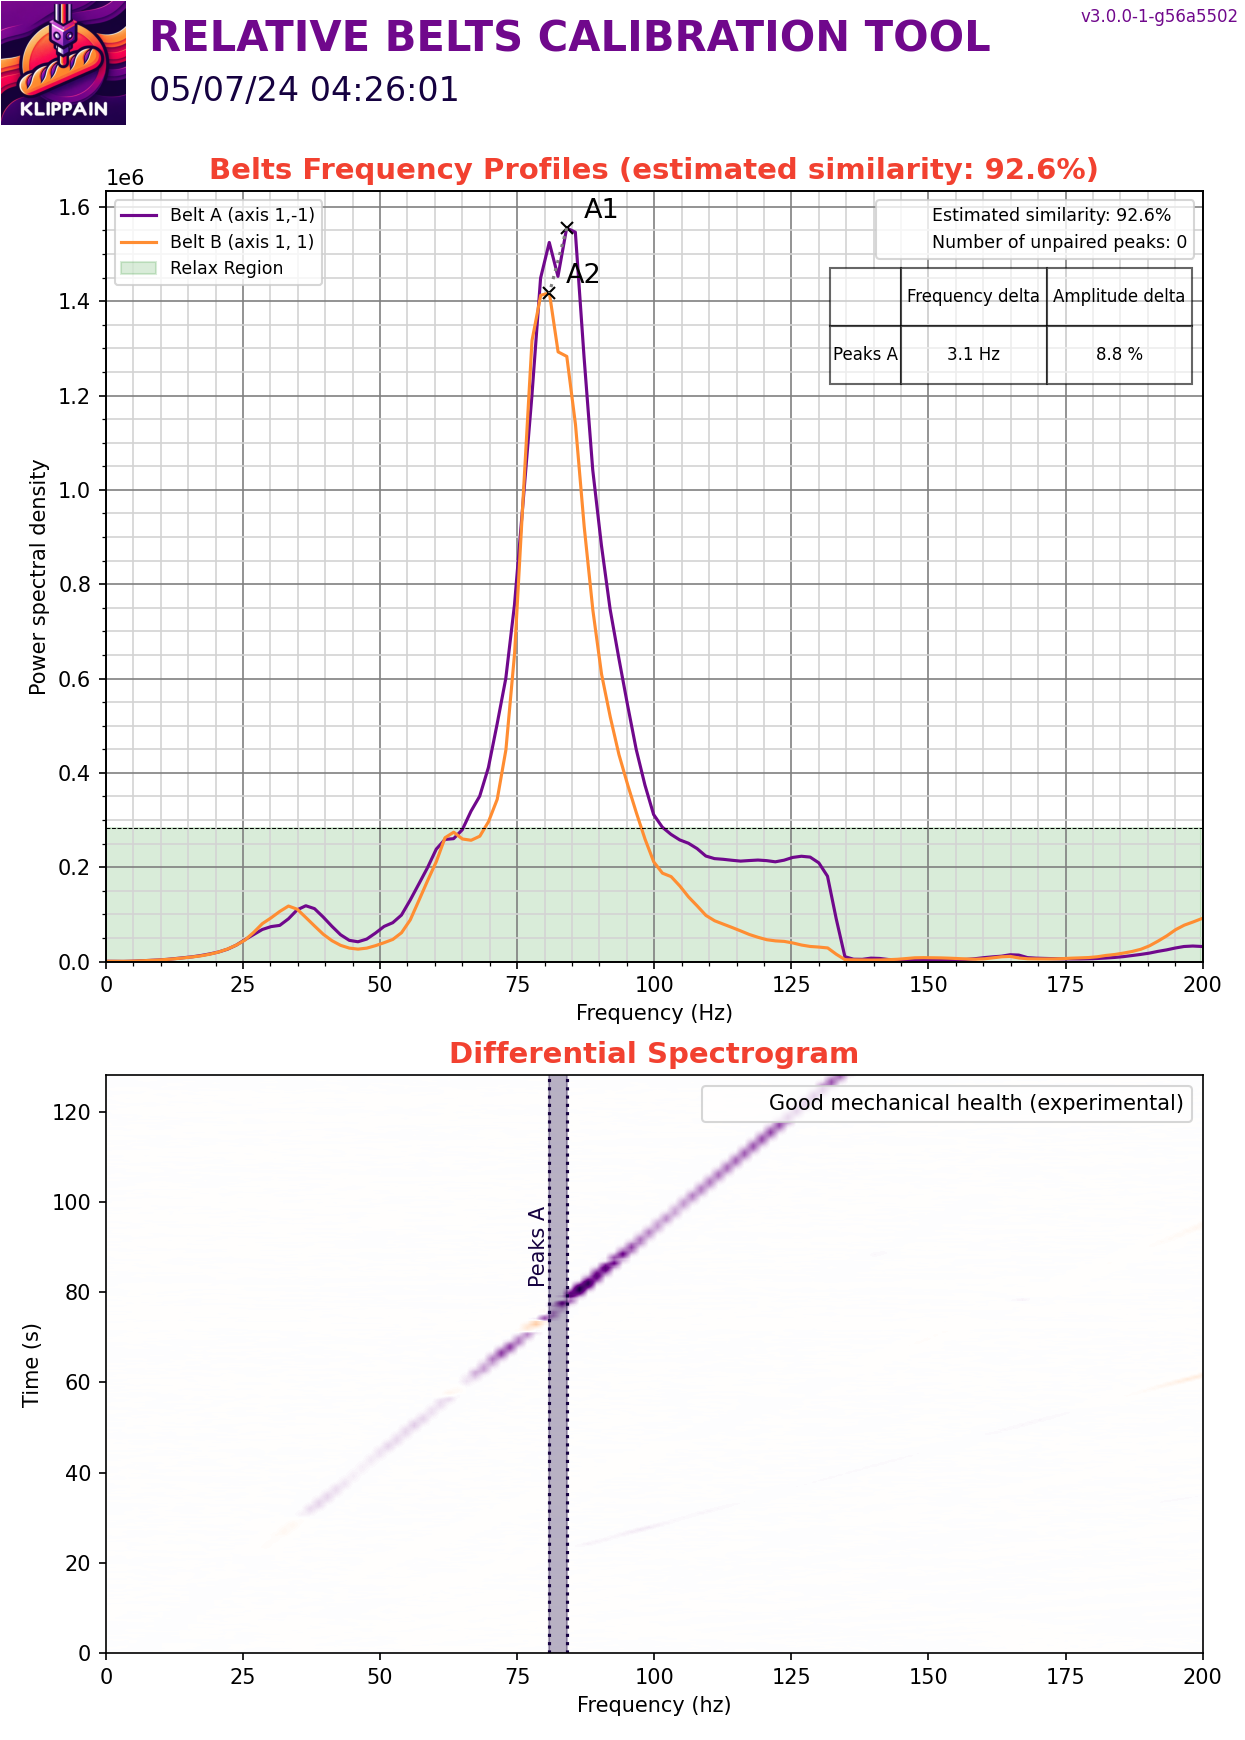 KLIPPAIN
RELATIVE BELTS CALIBRATION TOOL
v3.0.0-1-g56a5502
05/07/24 04:26:01
Belts Frequency Profiles (estimated similarity: 92.6%)
1e6
Belt A (axis 1,-1)
Belt B (axis 1, 1)
Relax Region
A1
A2
Estimated similarity: 92.6%
Number of unpaired peaks: 0
Frequency delta Amplitude delta
Peaks A 3.1 Hz 8.8 %
1.6
1.4
1.2
1.0
0.8
0.6
0.4
0.2
0.0
Power spectral density
0 25 50 75 100 125 150 175 200
Frequency (Hz)
Differential Spectrogram
Good mechanical health (experimental)
Peaks A
120
100
80
60
40
20
0
Time (s)
0 25 50 75 100 125 150 175 200
Frequency (hz)